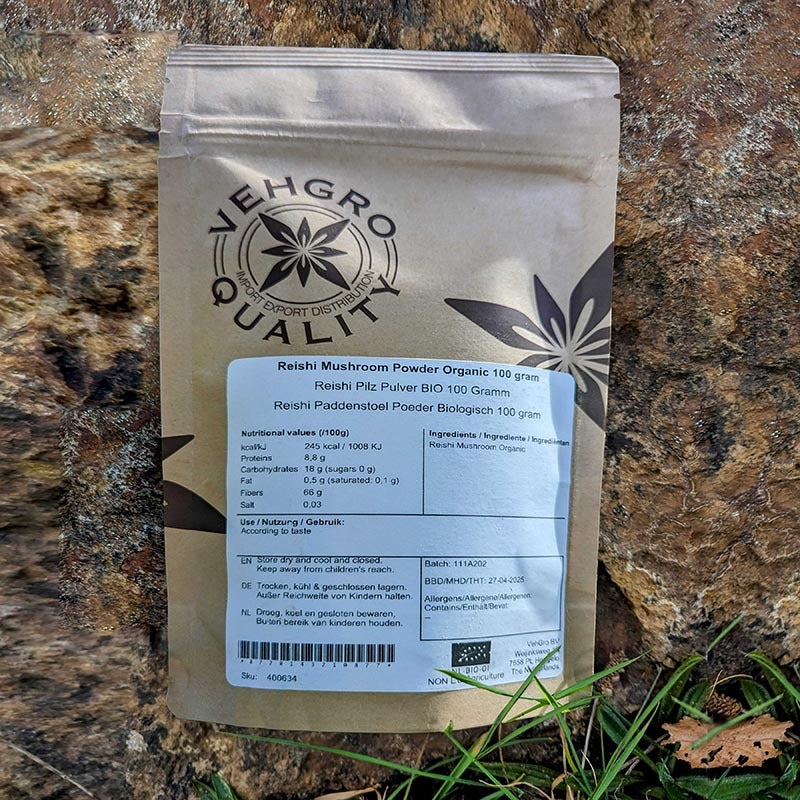 VEHGRO
IMPORT EXPORT DISTRIBUTION
QUALITY
Reishi Mushroom Powder Organic 100 gram
Reishi Pilz Pulver BIO 100 Gramm
Reishi Paddenstoel Poeder Biologisch 100 gram
Nutritional values (/100g)
kcal/kJ 245 kcal / 1008 KJ
Proteins 8,8 g
Carbohydrates 18 g (sugars 0 g)
Fat 0,5 g (saturated: 0,1 g)
Fibers 66 g
Salt 0,03
Ingredients / Ingrediente / Ingrediëntan
Reishi Mushroom Organic
Use / Nutzung / Gebruik:
According to taste
EN Store dry and cool and closed.
Keep away from children's reach.
DE Trocken, kühl & geschlossen lagern.
Außer Reichweite von Kindern halten.
NL Droog, koel en gesloten bewaren,
Buiten bereik van kinderen houden.
Batch: 111A202
BBD/MHD/THT: 27-04-2025
Allergens/Allergene/Allergenen:
Contains/Enthält/Bevat:
--
Sku: 400634
NL-BIO-01
NON EU Agriculture
VehGro BV
7558 PL Hengelo
The Netherlands